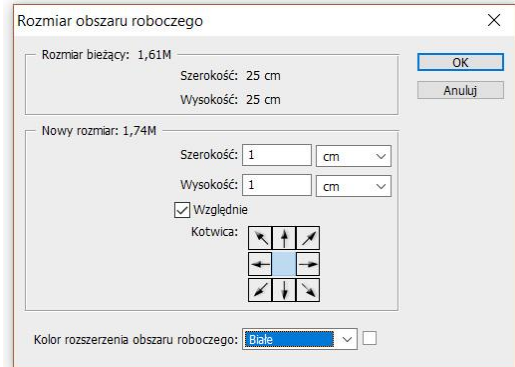 Rozmiar obszaru roboczego
Rozmiar bieżący: 1,61M
OK
Szerokość: 25 cm
Anuluj
Wysokość: 25 cm
Nowy rozmiar: 1,74M
Szerokość: 1 cm
Wysokość: 1 cm
Względnie
Kotwica:
Kolor rozszerzenia obszaru roboczego: Białe